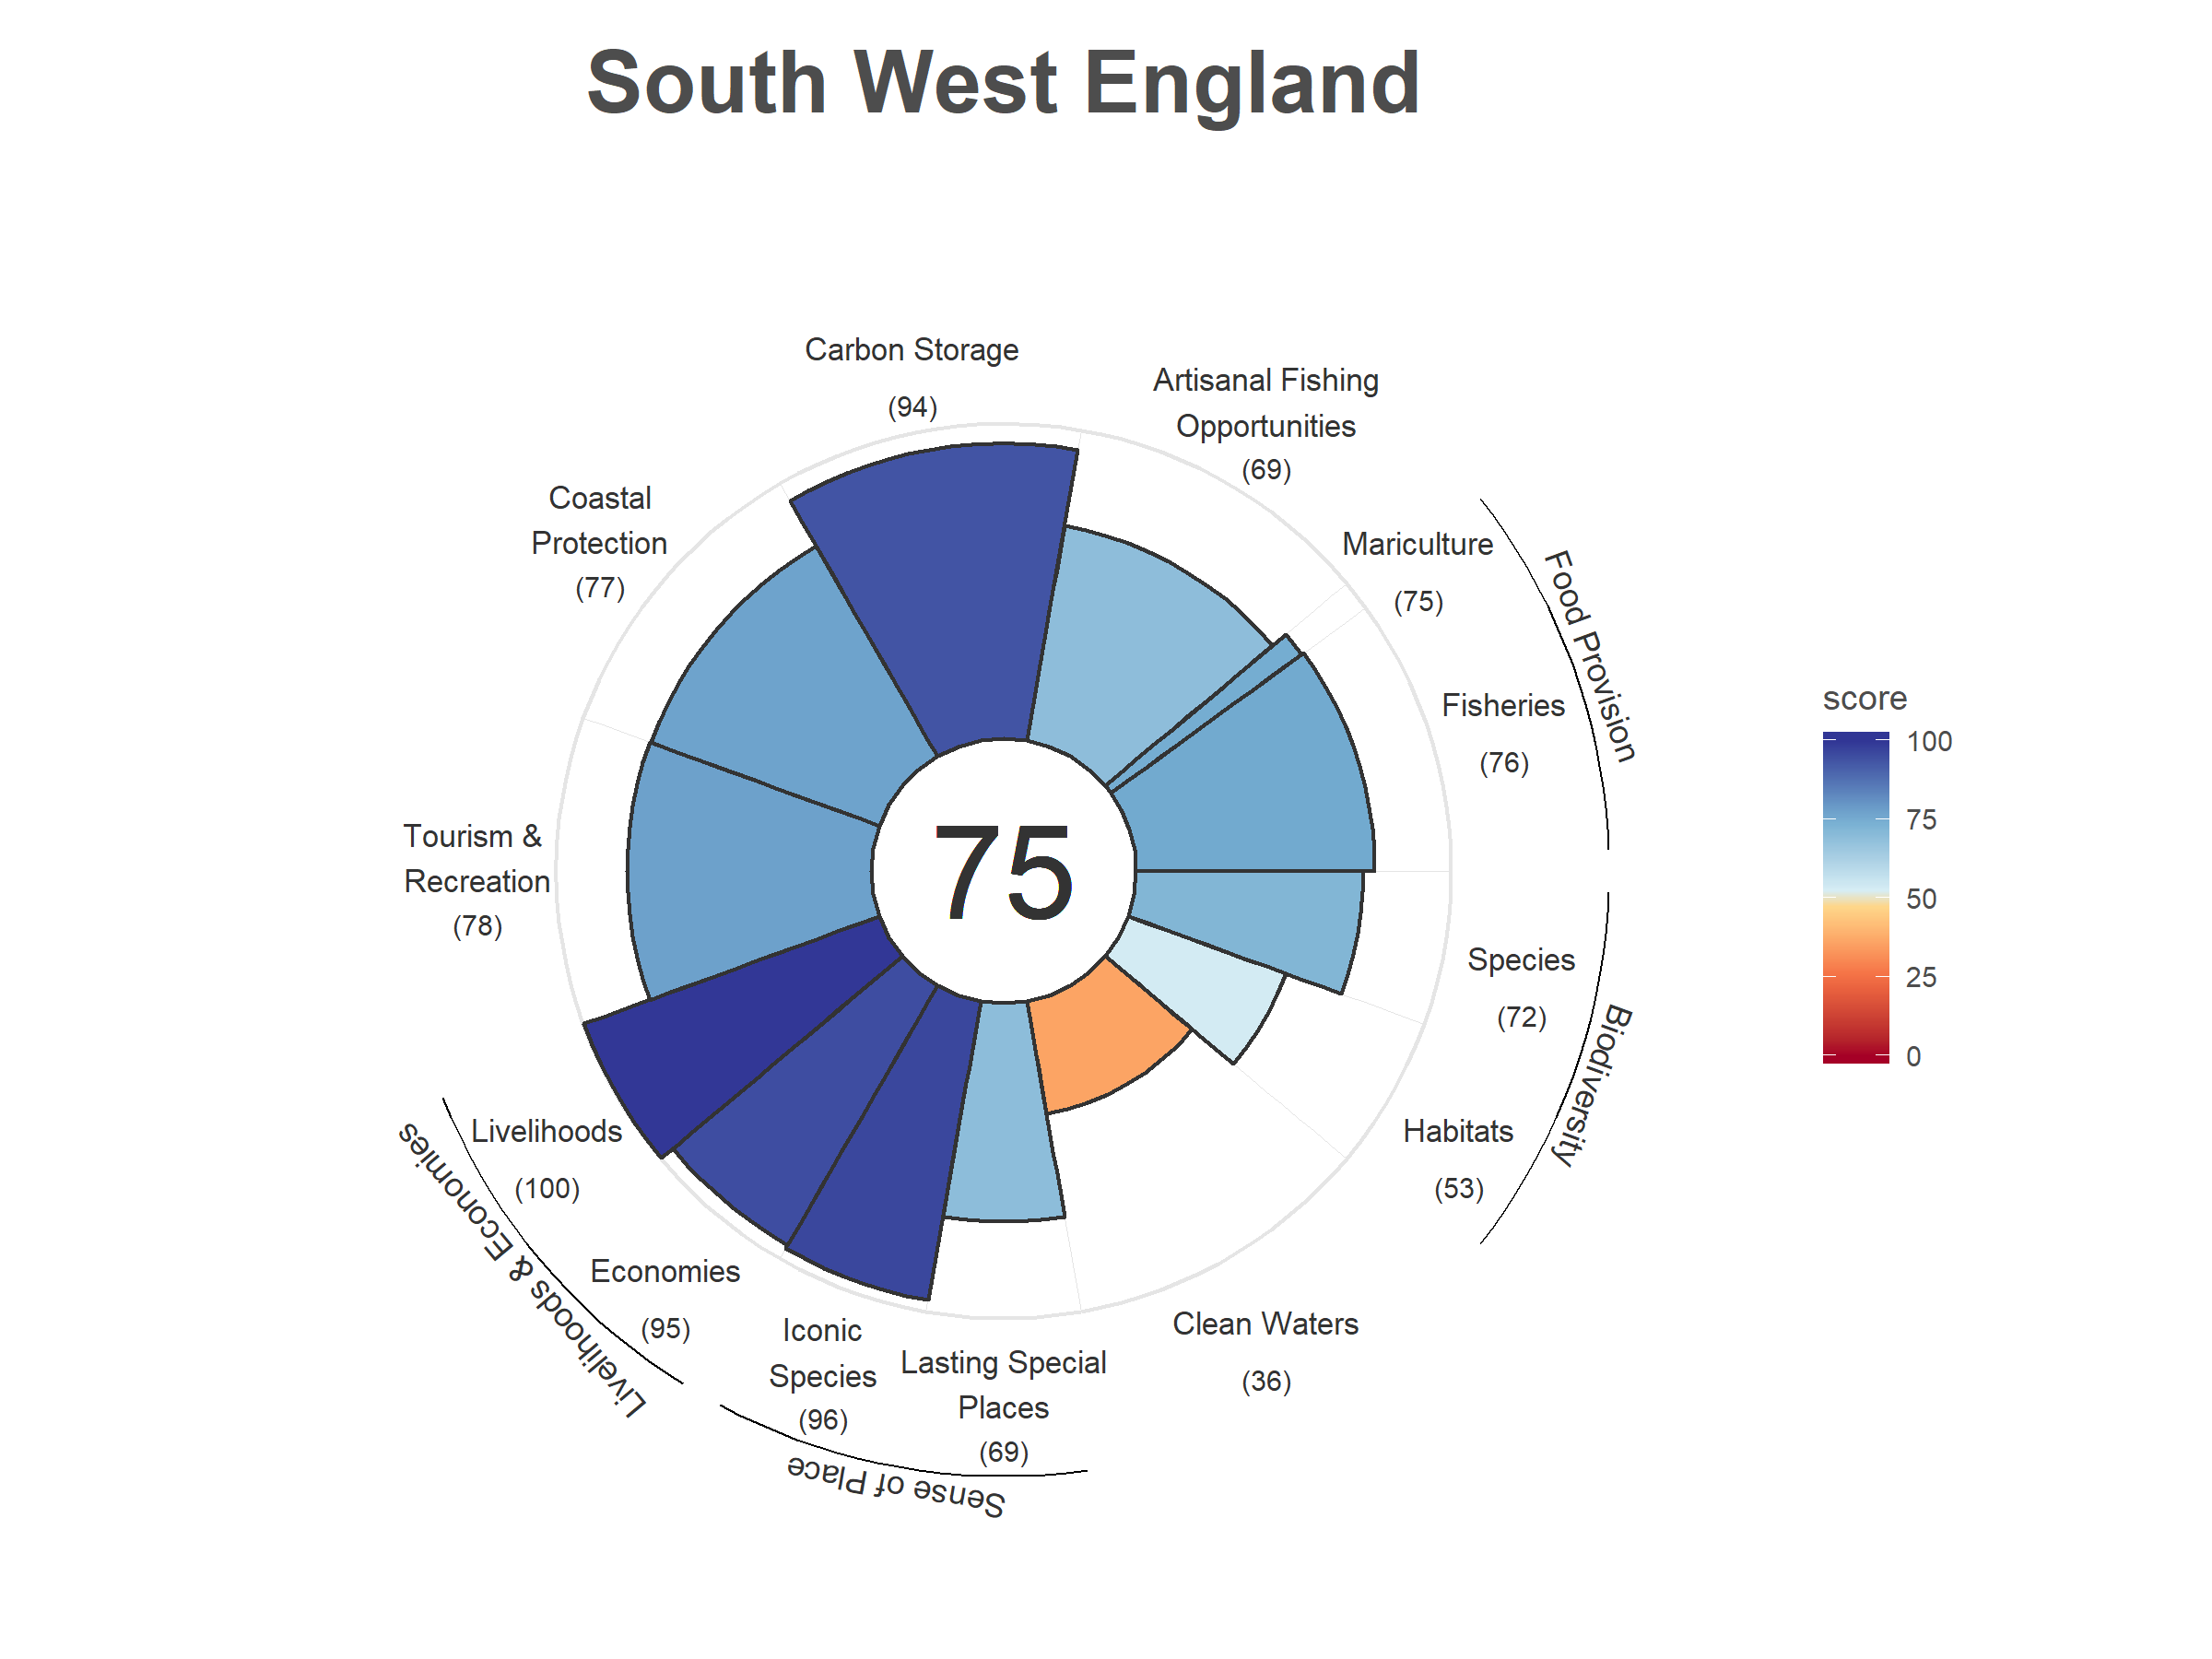 South West England
Carbon Storage
(94)
Artisanal Fishing
Opportunities
(69)
Coastal
Protection
(77)
Mariculture
(75)
Food Provision
Fisheries
(76)
score
100
75
50
25
0
75
Tourism &
Recreation
(78)
Species
(72)
Biodiversity
Habitats
(53)
Livelihoods
(100)
Livelihoods & Economies
Economies
(95)
Iconic
Species
(96)
Lasting Special
Places
(69)
Sense of Place
Clean Waters
(36)